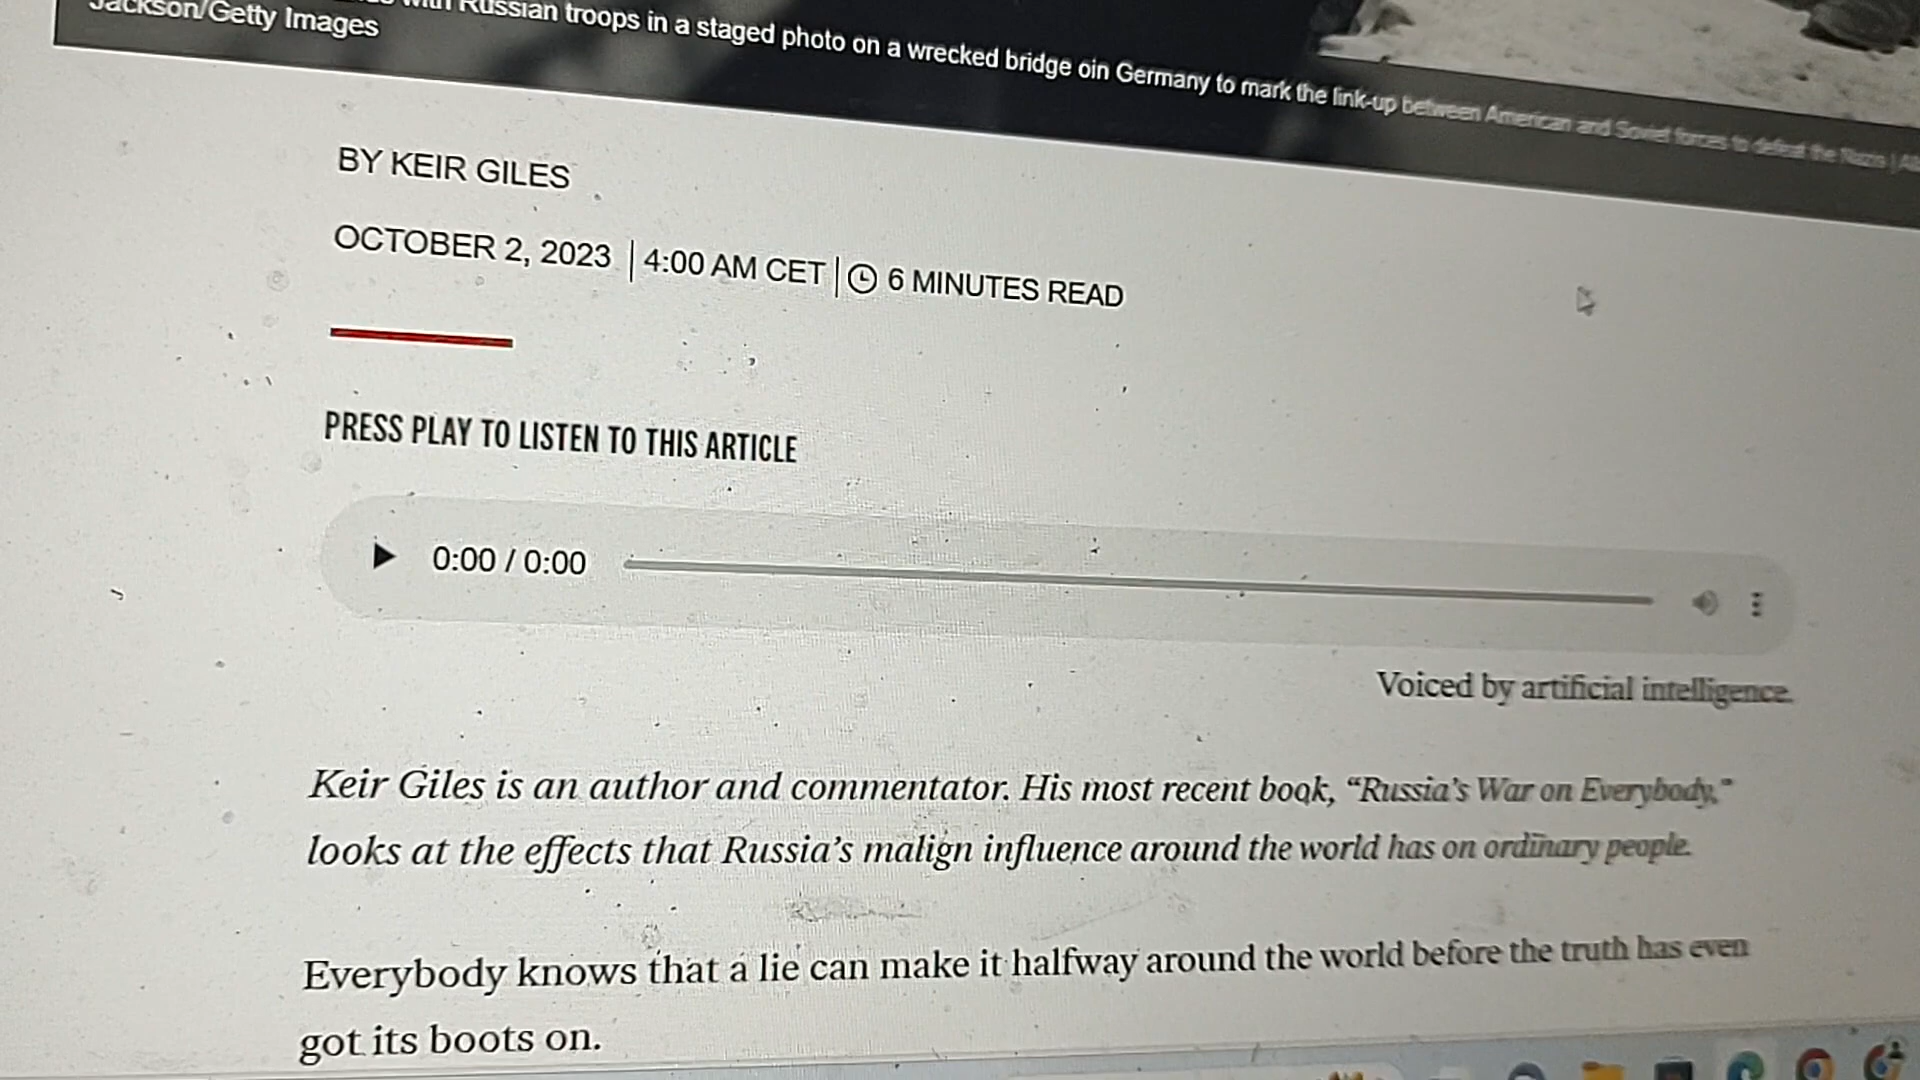 with Russian troops in a staged photo on a wrecked bridge oin Germany to mark the link-up between American and Soviet forces to defeat the Nazis |
Jackson/Getty Images
BY KEIR GILES
OCTOBER 2, 2023 | 4:00 AM CET | 6 MINUTES READ
PRESS PLAY TO LISTEN TO THIS ARTICLE
0:00 / 0:00
Voiced by artificial intelligence.
Keir Giles is an author and commentator. His most recent book, “Russia’s War on Everybody,”
looks at the effects that Russia’s malign influence around the world has on ordinary people.
Everybody knows that a lie can make it halfway around the world before the truth has even
got its boots on.